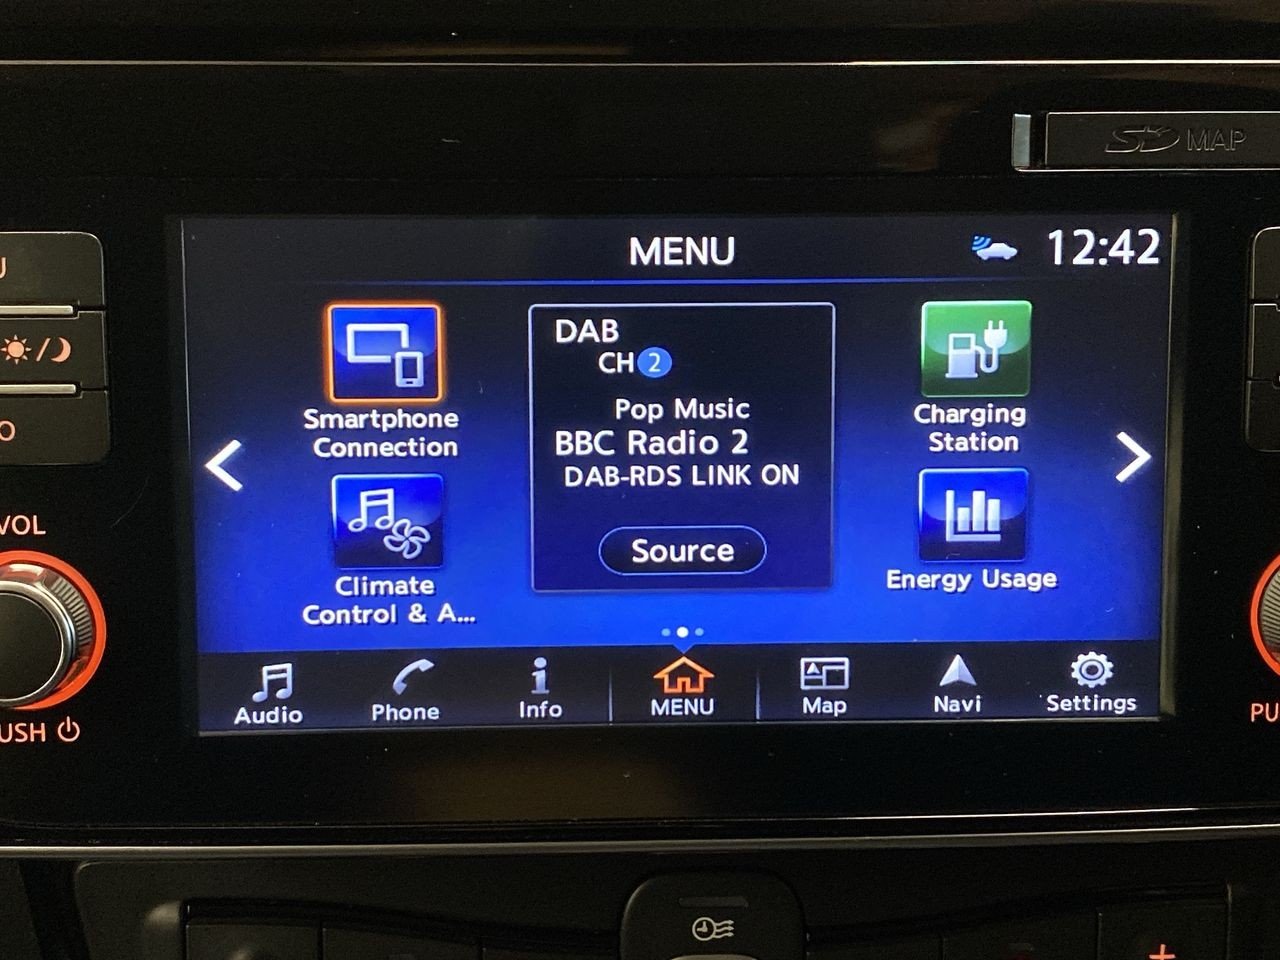 SD MAP
MENU
12:42
Smartphone
Connection
DAB
CH 2
Pop Music
BBC Radio 2
DAB-RDS LINK ON
Source
Charging
Station
Climate
Control & A...
Energy Usage
VOL
Audio
Phone
Info
MENU
Map
Navi
Settings
USH
PU